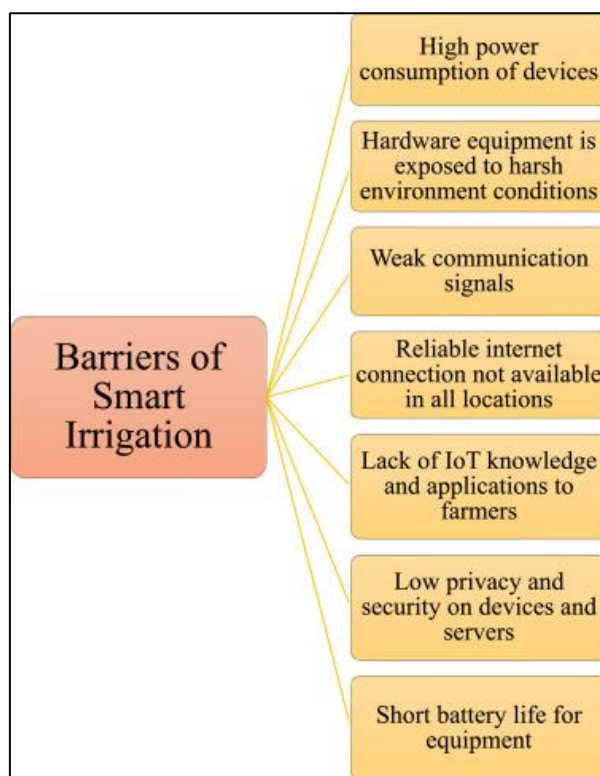 Barriers of
Smart
Irrigation
High power
consumption of devices
Hardware equipment is
exposed to harsh
environment conditions
Weak communication
signals
Reliable internet
connection not available
in all locations
Lack of IoT knowledge
and applications to
farmers
Low privacy and
security on devices and
servers
Short battery life for
equipment